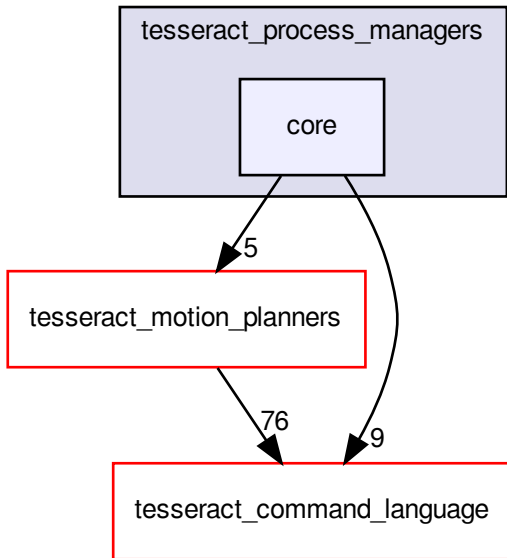 tesseract_process_managers
core
5
tesseract_motion_planners
76
9
tesseract_command_language